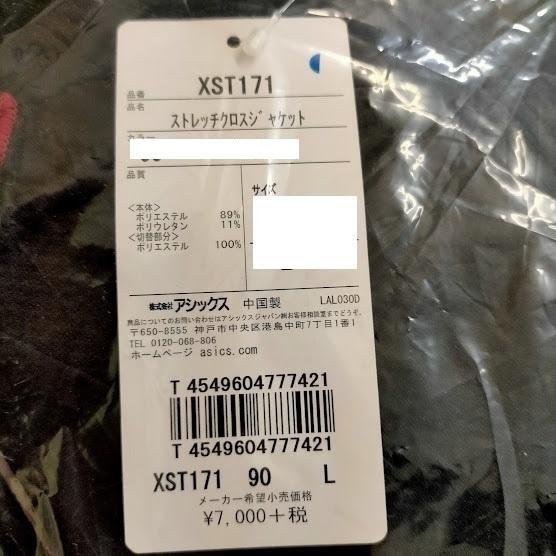 品番 XST171
品名
ストレッチクロスジャケット
カラー
品質
サイズ
<本体>
ポリエステル 89%
ポリウレタン 11%
<切替部分>
ポリエステル 100%
株式会社アシックス 中国製 LAL030D
商品についてのお問い合わせはアシックスジャパン㈱お客様相談室までどうぞ。
〒650-8555 神戸市中央区港島中町7丁目1番1
TEL 0120-068-806
ホームページ asics.com
T 4549604777421
T 4549604777421
XST171 90 L
メーカー希望小売価格
¥7,000+税